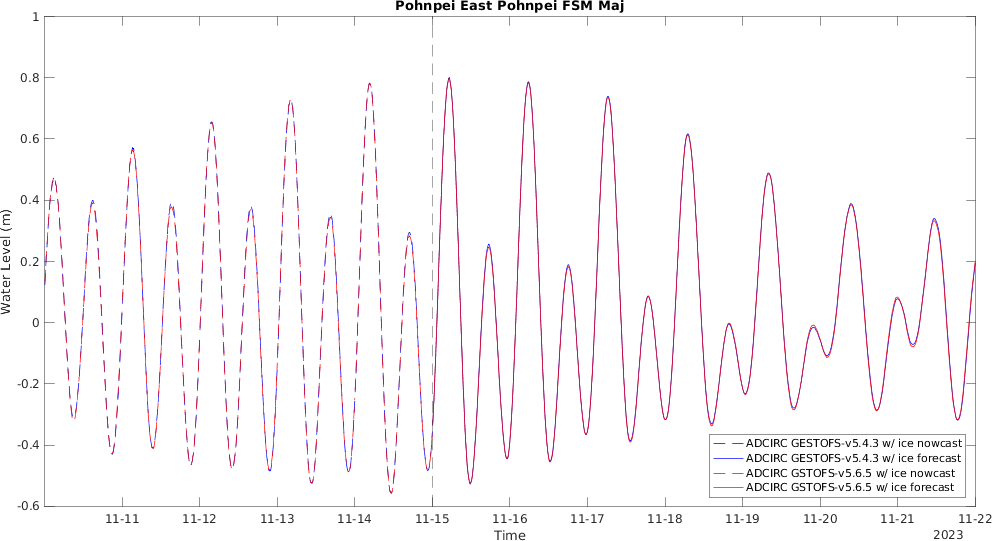 Pohnpei East Pohnpei FSM Maj
1
0.8
0.6
0.4
0.2
0
-0.2
-0.4
-0.6
Water Level (m)
ADCIRC GESTOFS-v5.4.3 w/ ice nowcast
ADCIRC GESTOFS-v5.4.3 w/ ice forecast
ADCIRC GSTOFS-v5.6.5 w/ ice nowcast
ADCIRC GSTOFS-v5.6.5 w/ ice forecast
11-11 11-12 11-13 11-14 11-15 11-16 11-17 11-18 11-19 11-20 11-21 11-22
Time
2023